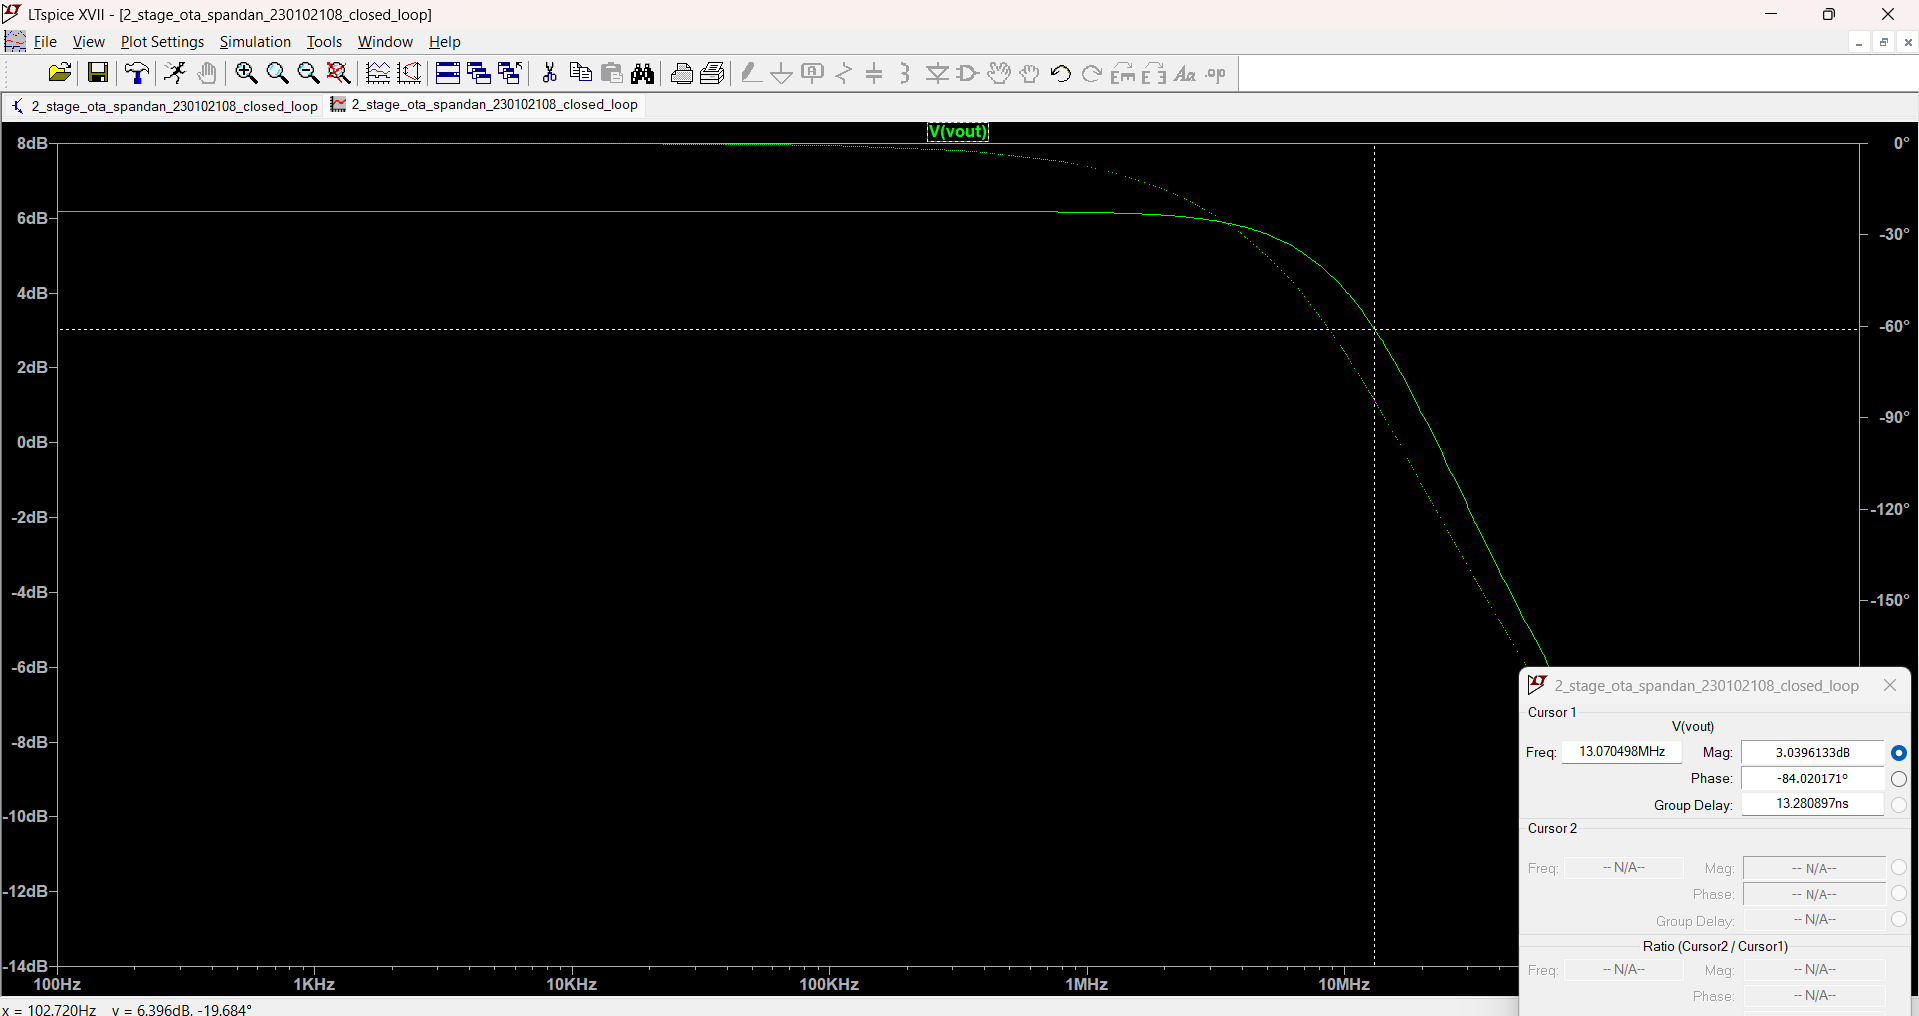 LTspice XVII - [2_stage_ota_spandan_230102108_closed_loop]
File View Plot Settings Simulation Tools Window Help
2_stage_ota_spandan_230102108_closed_loop 2_stage_ota_spandan_230102108_closed_loop
V(vout)
8dB 0°
6dB
-30°
4dB
-60°
2dB
-90°
0dB
-120°
-2dB
-150°
-4dB
-6dB
-8dB
-10dB
-12dB
-14dB
100Hz 1KHz 10KHz 100KHz 1MHz 10MHz
2_stage_ota_spandan_230102108_closed_loop
Cursor 1
V(vout)
Freq: 13.070498MHz Mag: 3.0396133dB
Phase: -84.020171°
Group Delay: 13.280897ns
Cursor 2
Freq: -- N/A-- Mag: -- N/A--
Phase: -- N/A--
Group Delay: -- N/A--
Ratio (Cursor2 / Cursor1)
Freq: -- N/A-- Mag: -- N/A--
Phase: -- N/A--
x = 102.720Hz y = 6.396dB, -19.684°